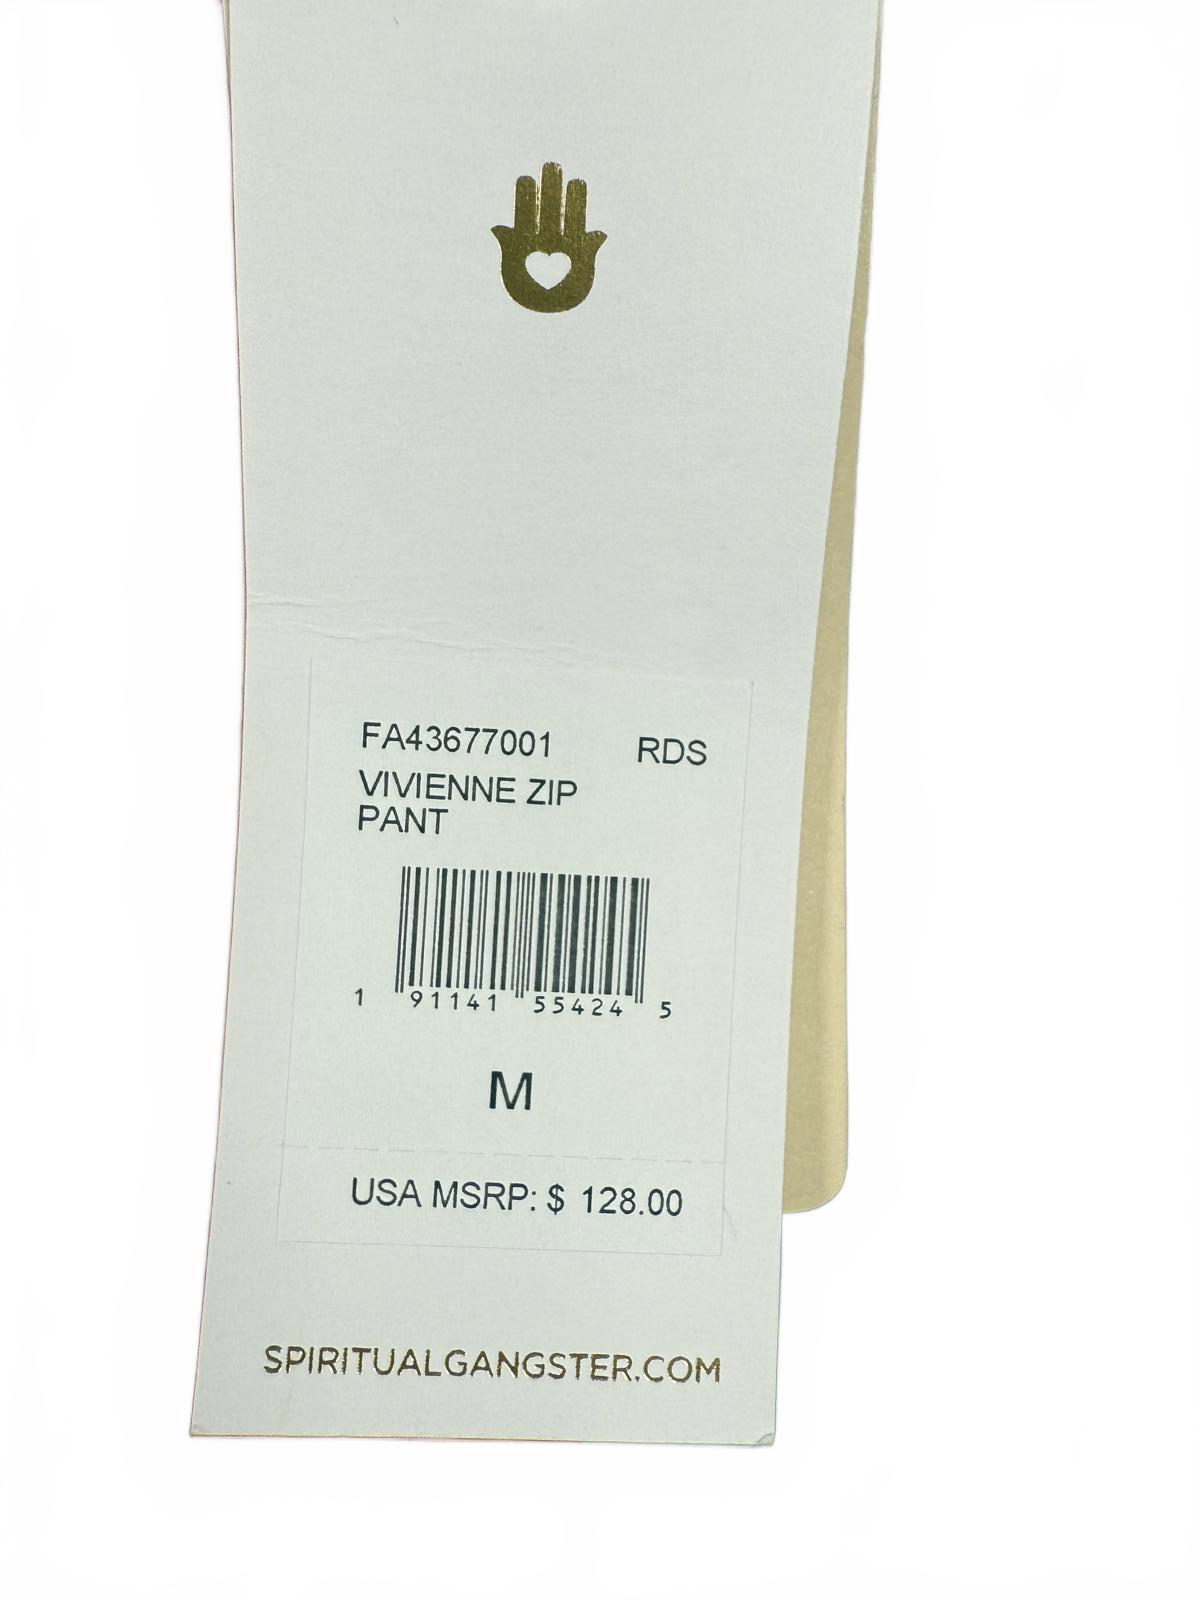 FA43677001 RDS
VIVIENNE ZIP
PANT
1 91141 55424 5
M
USA MSRP: $ 128.00
SPIRITUALGANGSTER.COM